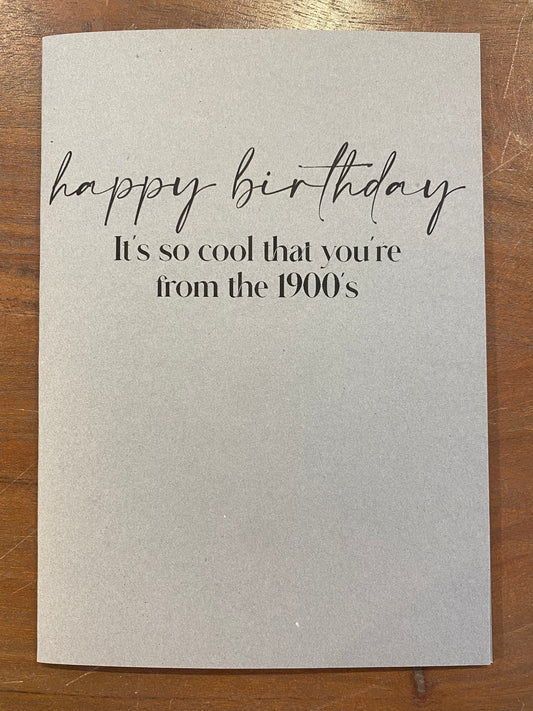 happy birthday
It's so cool that you're
from the 1900's